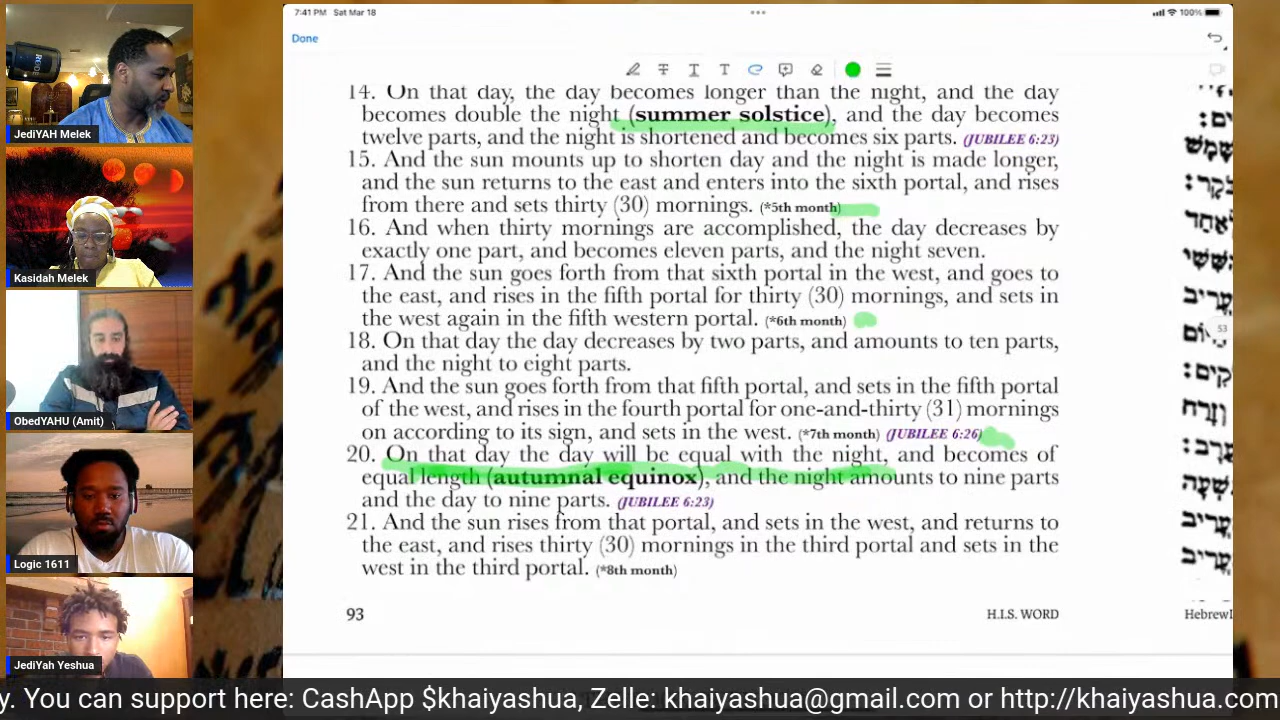 7:41 PM Sat Mar 18
100%
Done
JediYAH Melek
Kasidah Melek
ObedYAHU (Amit)
Logic 1611
JediYah Yeshua
14. On that day, the day becomes longer than the night, and the day
becomes double the night (summer solstice), and the day becomes
twelve parts, and the night is shortened and becomes six parts. (JUBILEE 6:23)
15. And the sun mounts up to shorten day and the night is made longer,
and the sun returns to the east and enters into the sixth portal, and rises
from there and sets thirty (30) mornings. (*5th month)
16. And when thirty mornings are accomplished, the day decreases by
exactly one part, and becomes eleven parts, and the night seven.
17. And the sun goes forth from that sixth portal in the west, and goes to
the east, and rises in the fifth portal for thirty (30) mornings, and sets in
the west again in the fifth western portal. (*6th month)
18. On that day the day decreases by two parts, and amounts to ten parts,
and the night to eight parts.
19. And the sun goes forth from that fifth portal, and sets in the fifth portal
of the west, and rises in the fourth portal for one-and-thirty (31) mornings
on according to its sign, and sets in the west. (*7th month) (JUBILEE 6:26)
20. On that day the day will be equal with the night, and becomes of
equal length (autumnal equinox), and the night amounts to nine parts
and the day to nine parts. (JUBILEE 6:23)
21. And the sun rises from that portal, and sets in the west, and returns to
the east, and rises thirty (30) mornings in the third portal and sets in the
west in the third portal. (*8th month)
93
H.I.S. WORD
53
y. You can support here: CashApp $khaiyashua, Zelle: khaiyashua@gmail.com or http://khaiyashua.com